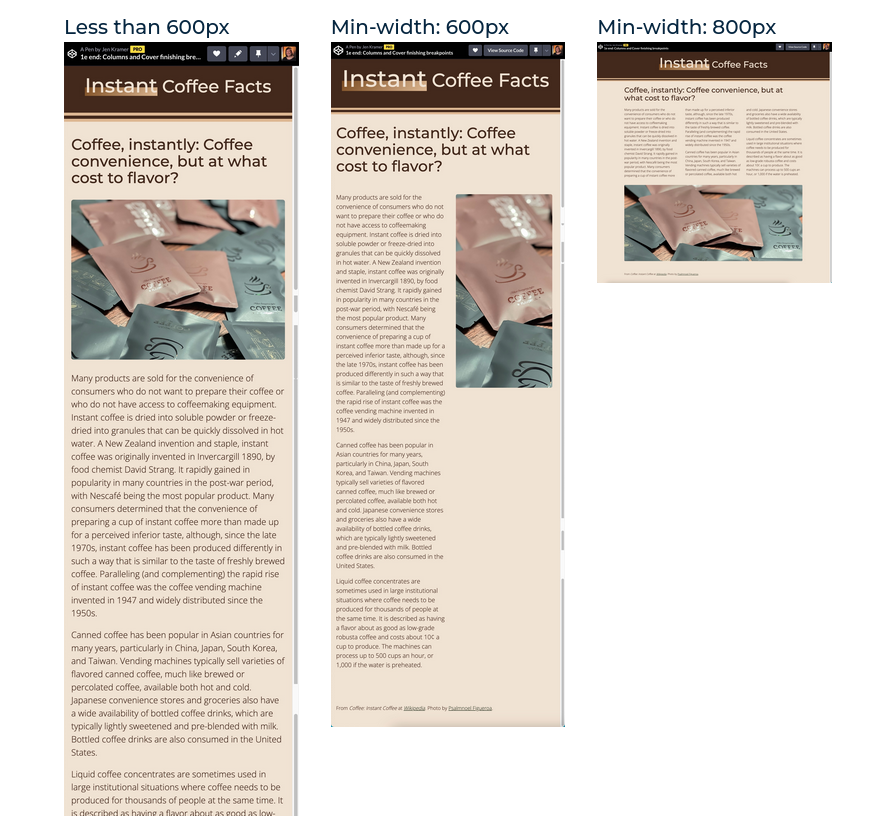 Less than 600px
A Pen by Jen Kramer PRO
1e end: Columns and Cover finishing bre...
Instant Coffee Facts
Coffee, instantly: Coffee
convenience, but at what
cost to flavor?
COFFEE
Many products are sold for the convenience of
consumers who do not want to prepare their coffee or
who do not have access to coffeemaking equipment.
Instant coffee is dried into soluble powder or freeze-
dried into granules that can be quickly dissolved in hot
water. A New Zealand invention and staple, instant
coffee was originally invented in Invercargill 1890, by
food chemist David Strang. It rapidly gained in
popularity in many countries in the post-war period,
with Nescafé being the most popular product. Many
consumers determined that the convenience of
preparing a cup of instant coffee more than made up
for a perceived inferior taste, although, since the late
1970s, instant coffee has been produced differently in
such a way that is similar to the taste of freshly brewed
coffee. Paralleling (and complementing) the rapid rise
of instant coffee was the coffee vending machine
invented in 1947 and widely distributed since the
1950s.
Canned coffee has been popular in Asian countries for
many years, particularly in China, Japan, South Korea,
and Taiwan. Vending machines typically sell varieties of
flavored canned coffee, much like brewed or
percolated coffee, available both hot and cold.
Japanese convenience stores and groceries also have
a wide availability of bottled coffee drinks, which are
typically lightly sweetened and pre-blended with milk.
Bottled coffee drinks are also consumed in the United
States.
Liquid coffee concentrates are sometimes used in
large institutional situations where coffee needs to be
produced for thousands of people at the same time. It
is described as having a flavor about as good as low-
Min-width: 600px
A Pen by Jen Kramer PRO
1e end: Columns and Cover finishing breakpoints
View Source Code
Instant Coffee Facts
Coffee, instantly: Coffee
convenience, but at what
cost to flavor?
Many products are sold for the
convenience of consumers who do not
want to prepare their coffee or who do
not have access to coffeemaking
equipment. Instant coffee is dried into
soluble powder or freeze-dried into
granules that can be quickly dissolved
in hot water. A New Zealand invention
and staple, instant coffee was originally
invented in Invercargill 1890, by food
chemist David Strang. It rapidly gained
in popularity in many countries in the
post-war period, with Nescafé being
the most popular product. Many
consumers determined that the
convenience of preparing a cup of
instant coffee more than made up for a
perceived inferior taste, although, since
the late 1970s, instant coffee has been
produced differently in such a way that
is similar to the taste of freshly brewed
coffee. Paralleling (and complementing)
the rapid rise of instant coffee was the
coffee vending machine invented in
1947 and widely distributed since the
1950s.
Canned coffee has been popular in
Asian countries for many years,
particularly in China, Japan, South
Korea, and Taiwan. Vending machines
typically sell varieties of flavored
canned coffee, much like brewed or
percolated coffee, available both hot
and cold. Japanese convenience stores
and groceries also have a wide
availability of bottled coffee drinks,
which are typically lightly sweetened
and pre-blended with milk. Bottled
coffee drinks are also consumed in the
United States.
Liquid coffee concentrates are
sometimes used in large institutional
situations where coffee needs to be
produced for thousands of people at
the same time. It is described as having
a flavor about as good as low-grade
robusta coffee and costs about 10¢ a
cup to produce. The machines can
process up to 500 cups an hour, or
1,000 if the water is preheated.
COFFEE
From Coffee: Instant Coffee at Wikipedia. Photo by Psalmnoel Figueroa.
Min-width: 800px
Instant Coffee Facts
Coffee, instantly: Coffee convenience, but at
what cost to flavor?